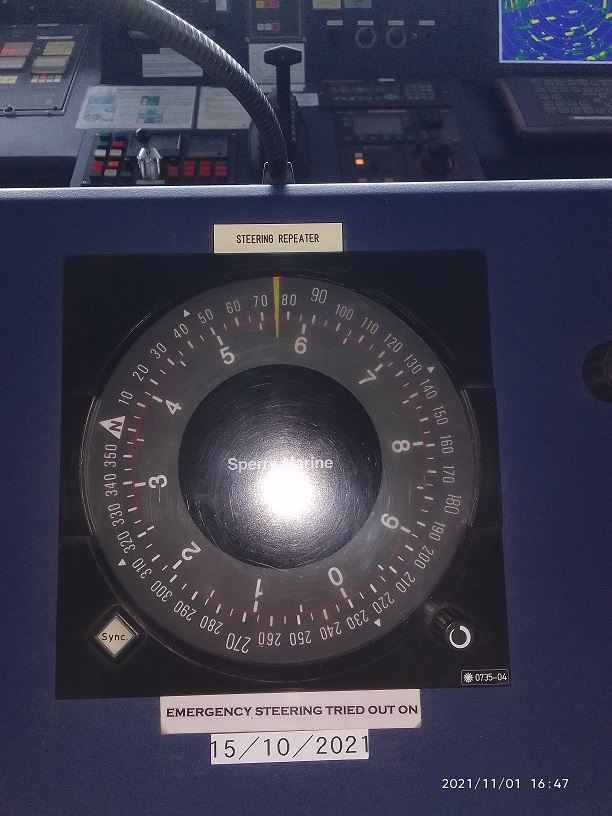 STEERING REPEATER
N 10 20 30 40 50 60 70 80 90 100 110 120 130 140 150 160 170 180 190 200 210 220 230 240 250 260 270 280 290 300 310 320 330 340 350
0 1 2 3 4 5 6 7 8 9
Sperry Marine
Sync.
0735-04
EMERGENCY STEERING TRIED OUT ON
15/10/2021
2021/11/01 16:47